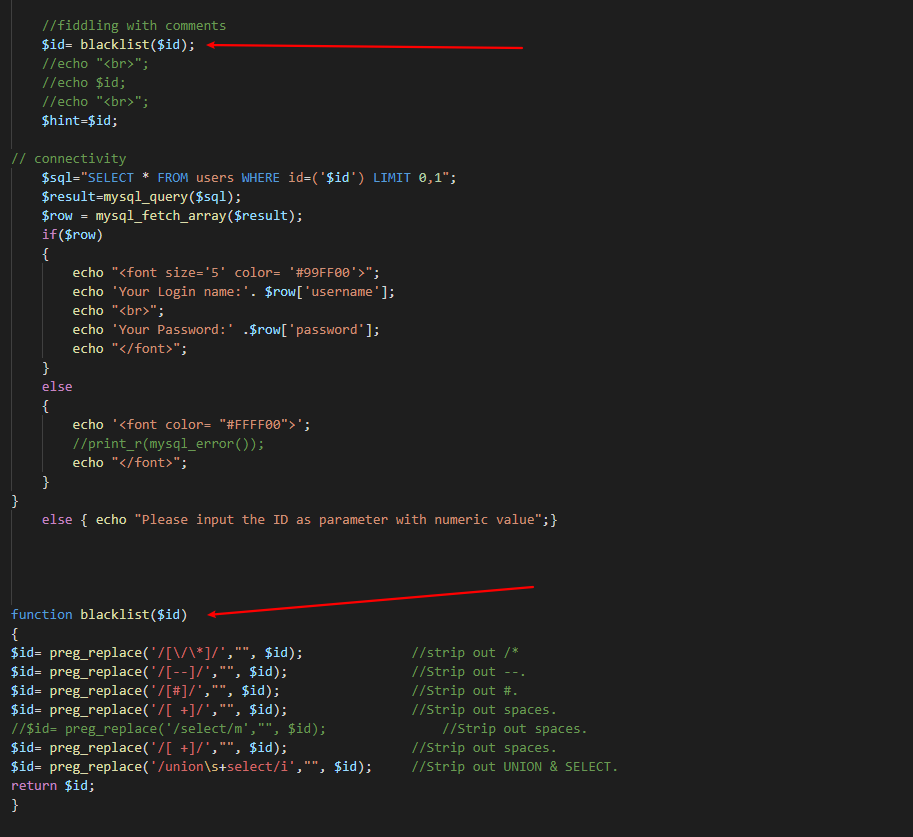 //fiddling with comments
$id= blacklist($id);
//echo "<br>";
//echo $id;
//echo "<br>";
$hint=$id;
// connectivity
$sql="SELECT * FROM users WHERE id=('$id') LIMIT 0,1";
$result=mysql_query($sql);
$row = mysql_fetch_array($result);
if($row)
{
echo "<font size='5' color= '#99FF00'>";
echo 'Your Login name:'. $row['username'];
echo "<br>";
echo 'Your Password:' .$row['password'];
echo "</font>";
}
else
{
echo '<font color= "#FFFF00">';
//print_r(mysql_error());
echo "</font>";
}
}
else { echo "Please input the ID as parameter with numeric value";}
function blacklist($id)
{
$id= preg_replace('/[\/\*]/',"", $id); //strip out /*
$id= preg_replace('/[--]/',"", $id); //Strip out --.
$id= preg_replace('/[#]/',"", $id); //Strip out #.
$id= preg_replace('/[ +]/',"", $id); //Strip out spaces.
//$id= preg_replace('/select/m',"", $id); //Strip out spaces.
$id= preg_replace('/[ +]/',"", $id); //Strip out spaces.
$id= preg_replace('/union\s+select/i',"", $id); //Strip out UNION & SELECT.
return $id;
}